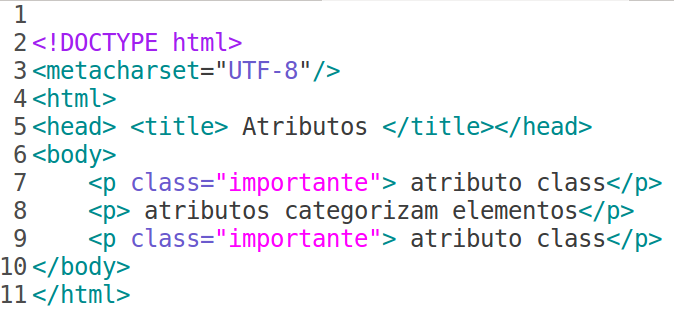 1
2 <!DOCTYPE html>
3 <metacharset="UTF-8"/>
4 <html>
5 <head> <title> Atributos </title></head>
6 <body>
7     <p class="importante"> atributo class</p>
8     <p> atributos categorizam elementos</p>
9     <p class="importante"> atributo class</p>
10 </body>
11 </html>